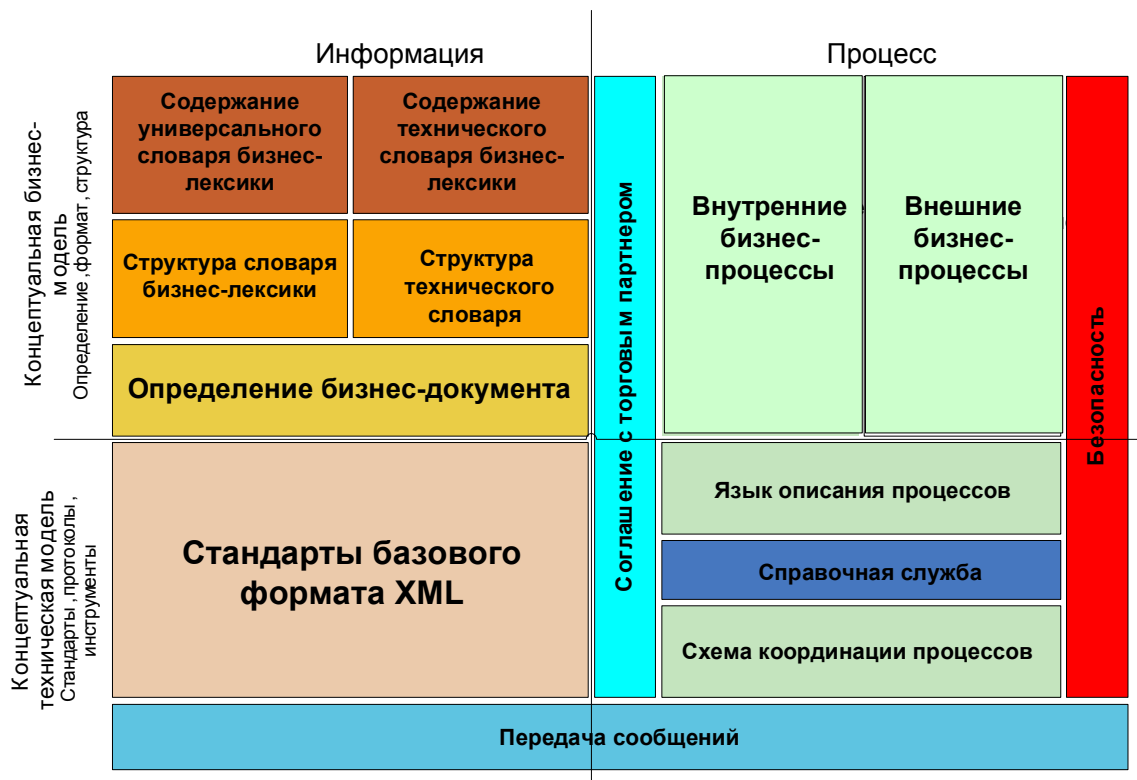 Информация
Процесс
Концептуальная бизнес-
модель
Определение ,формат , структура
Содержание
универсального
словаря бизнес-
лексики
Содержание
технического
словаря бизнес-
лексики
Структура словаря
бизнес-лексики
Структура
технического
словаря
Определение бизнес-документа
Соглашение с торговым партнером
Внутренние
бизнес-
процессы
Внешние
бизнес-
процессы
Безопасность
Концептуальная
техническая модель
Стандарты ,протоколы ,
инструменты
Стандарты базового
формата XML
Язык описания процессов
Справочная служба
Схема координации процессов
Передача сообщений